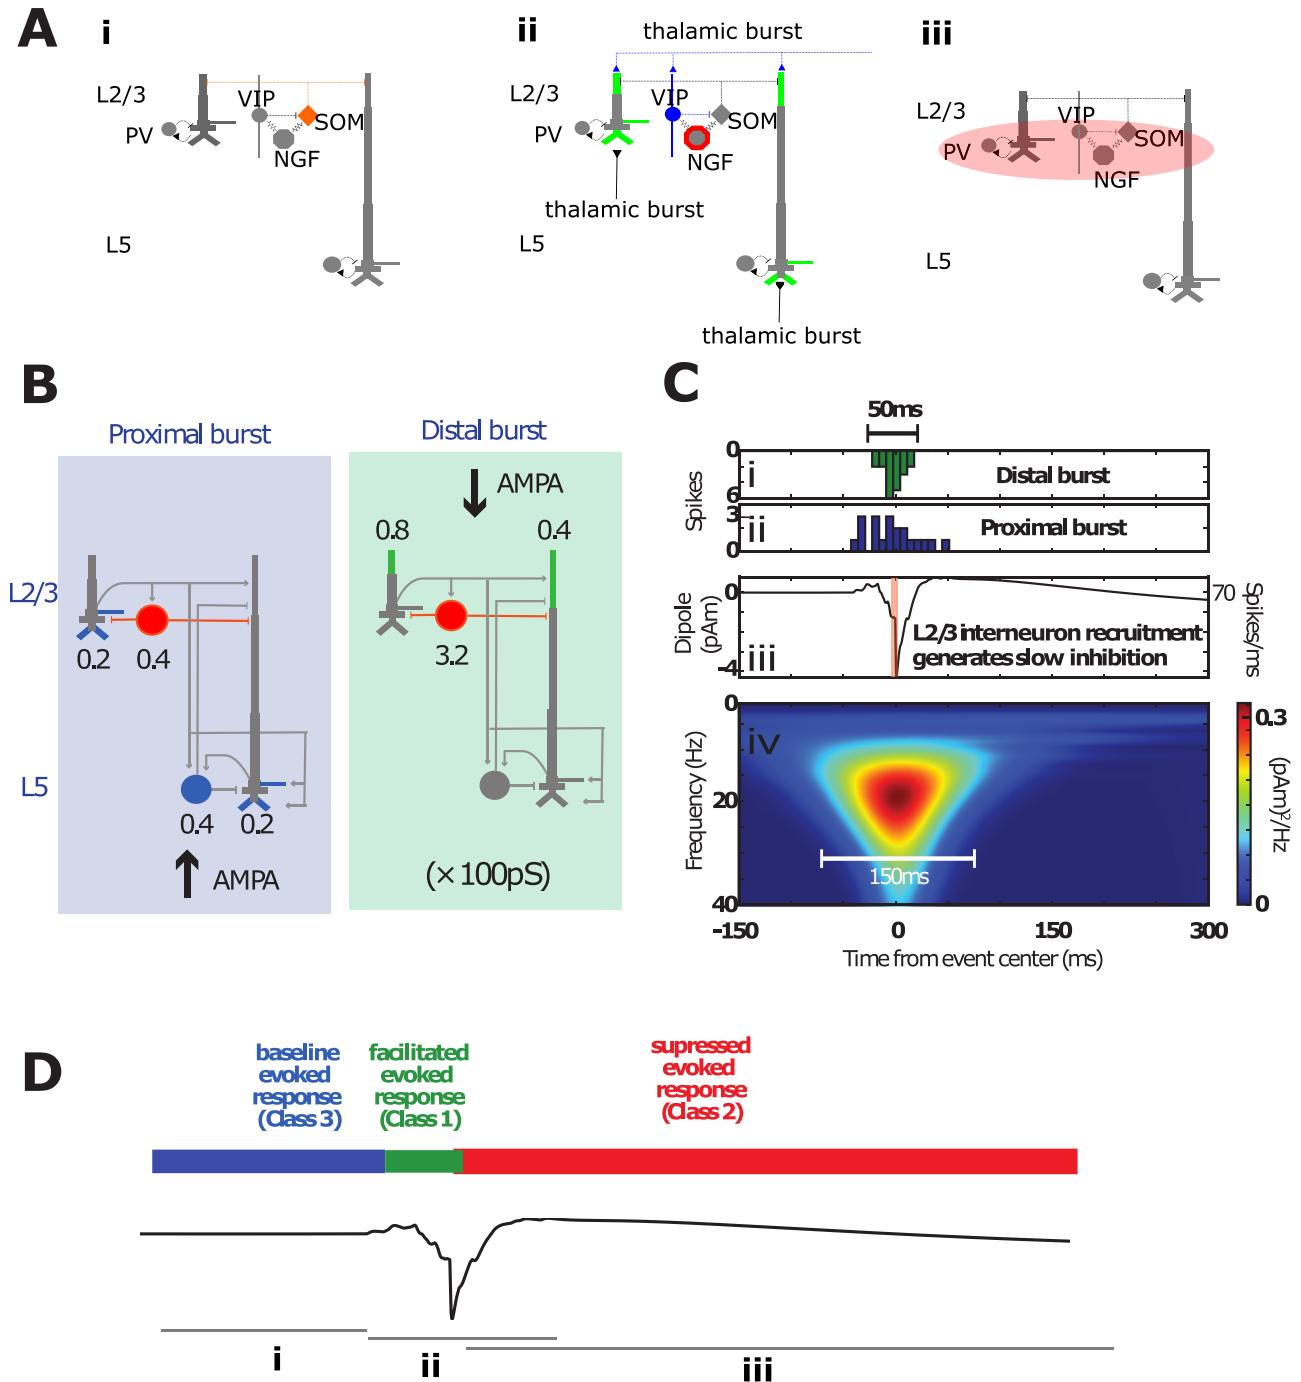 A
i
L2/3
VIP
PV
SOM
NGF
L5
ii
thalamic burst
L2/3
VIP
PV
SOM
NGF
thalamic burst
L5
thalamic burst
iii
L2/3
VIP
PV
SOM
NGF
L5
B
Proximal burst
Distal burst
AMPA
0.8
0.4
L2/3
0.2
0.4
3.2
L5
0.4
0.2
AMPA
(×100pS)
C
50ms
0
i
Distal burst
6
Spikes
3
ii
Proximal burst
0
0
70
Dipole
(pAm)
Spikes/ms
L2/3 interneuron recruitment
generates slow inhibition
iii
-4
0
iv
0.3
Frequency (Hz)
20
(pAm)²/Hz
150ms
40
0
-150
0
150
300
Time from event center (ms)
D
baseline
evoked
response
(Class 3)
facilitated
evoked
response
(Class 1)
supressed
evoked
response
(Class 2)
i
ii
iii